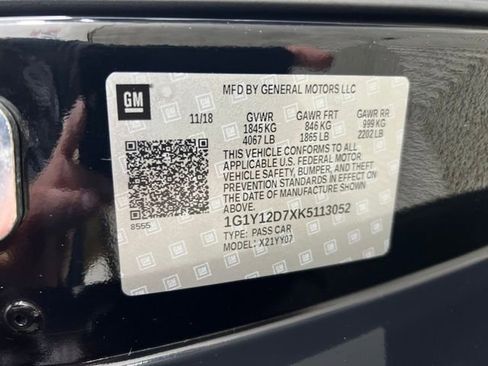 GM
MFD BY GENERAL MOTORS LLC
11/18 GVWR GAWR FRT GAWR RR
1845 KG 846 KG 999 KG
4067 LB 1865 LB 2202 LB
THIS VEHICLE CONFORMS TO ALL
APPLICABLE U.S. FEDERAL MOTOR
VEHICLE SAFETY, BUMPER, AND THEFT
PREVENTION STANDARDS IN EFFECT ON
THE DATE OF MANUFACTURE SHOWN ABOVE.
1G1Y12D7XK5113052
8555
TYPE: PASS CAR
MODEL: X21YY07